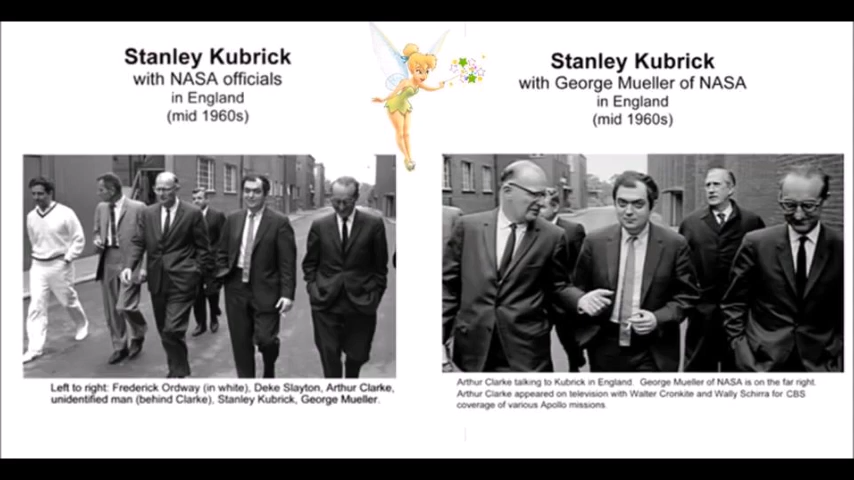 Stanley Kubrick
with NASA officials
in England
(mid 1960s)
Left to right: Frederick Ordway (in white), Deke Slayton, Arthur Clarke,
unidentified man (behind Clarke), Stanley Kubrick, George Mueller.
Stanley Kubrick
with George Mueller of NASA
in England
(mid 1960s)
Arthur Clarke talking to Kubrick in England. George Mueller of NASA is on the far right.
Arthur Clarke appeared on television with Walter Cronkite and Wally Schirra for CBS
coverage of various Apollo missions